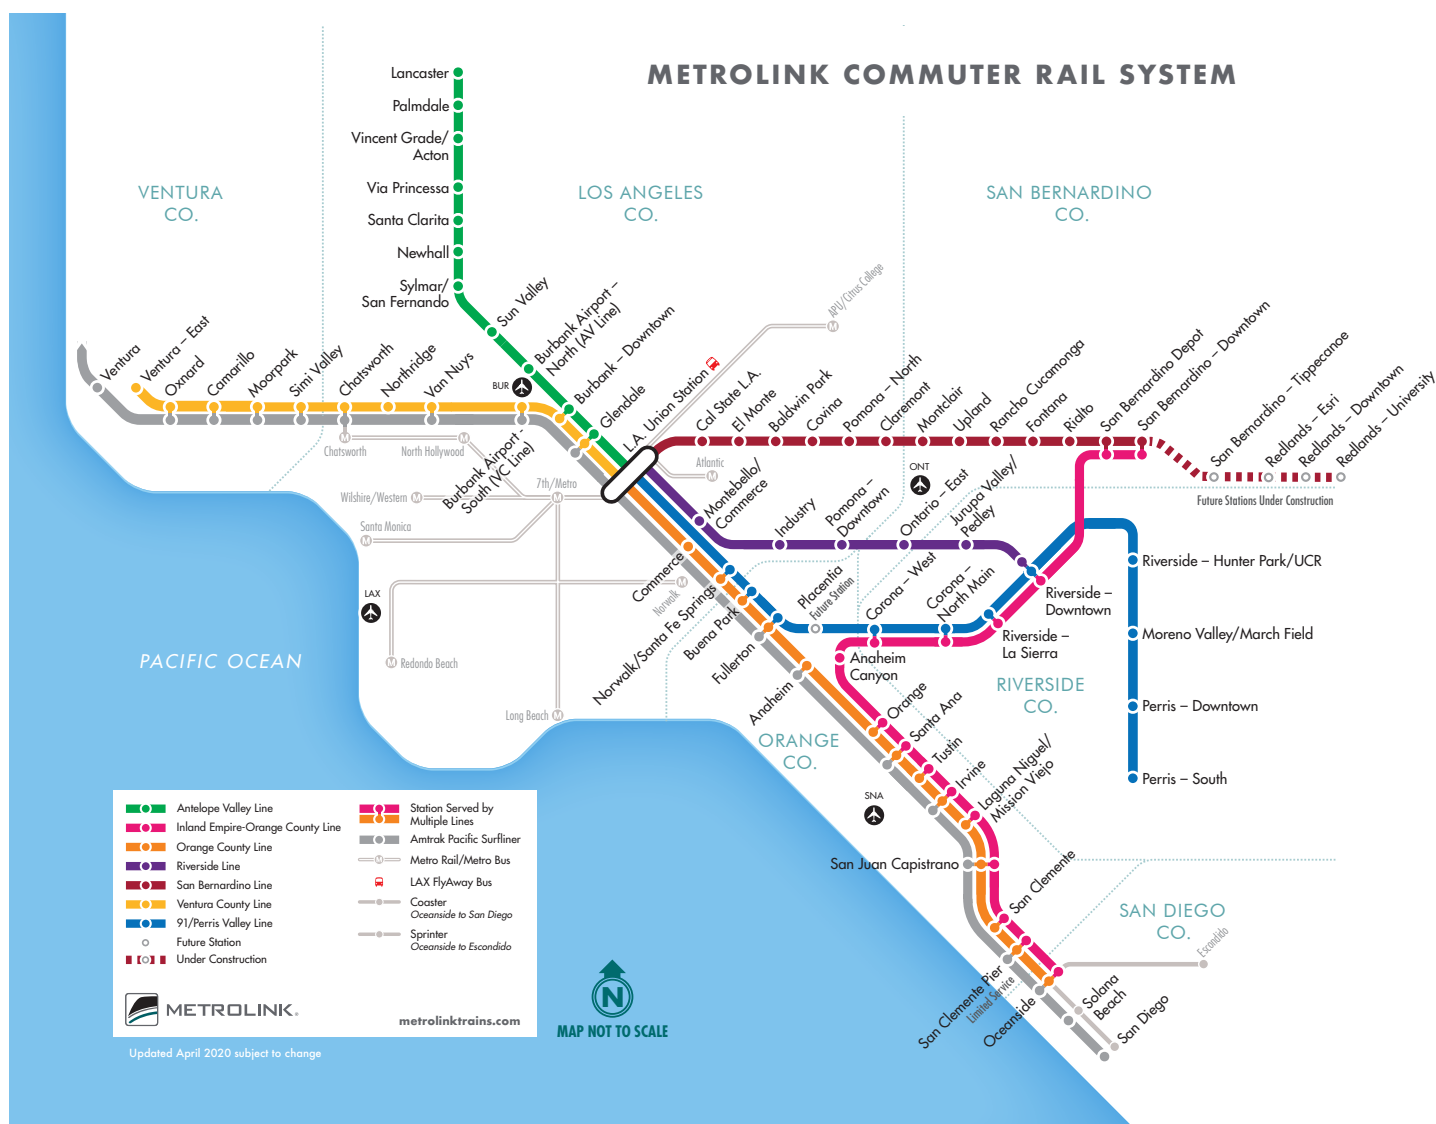 METROLINK COMMUTER RAIL SYSTEM
VENTURA
CO.
LOS ANGELES
CO.
SAN BERNARDINO
CO.
Lancaster
Palmdale
Vincent Grade/
Acton
Via Princessa
Santa Clarita
Newhall
Sylmar/
San Fernando
Sun Valley
Burbank Airport –
North (AV Line)
Burbank – Downtown
Glendale
L.A. Union Station
BUR
Ventura
Ventura – East
Oxnard
Camarillo
Moorpark
Simi Valley
Chatsworth
Northridge
Van Nuys
Burbank Airport -
South (VC Line)
M
Chatsworth
M
North Hollywood
Wilshire/Western M
7th/Metro
M
Santa Monica
M
LAX
M Redondo Beach
Long Beach M
M
Norwalk
Atlantic
M
APU/Citrus College
M
Cal State L.A.
El Monte
Baldwin Park
Covina
Pomona – North
Claremont
Montclair
Upland
Rancho Cucamonga
Fontana
Rialto
San Bernardino Depot
San Bernardino – Downtown
San Bernardino – Tippecanoe
Redlands – Esri
Redlands – Downtown
Redlands – University
Future Stations Under Construction
ONT
Montebello/
Commerce
Industry
Pomona –
Downtown
Ontario – East
Jurupa Valley/
Pedley
Commerce
Norwalk/Santa Fe Springs
Buena Park
Fullerton
Anaheim
Placentia
Future Station
Corona – West
Corona –
North Main
Riverside –
Downtown
Riverside –
La Sierra
Riverside – Hunter Park/UCR
Moreno Valley/March Field
Perris – Downtown
Perris – South
Anaheim
Canyon
Orange
Santa Ana
Tustin
Irvine
Laguna Niguel/
Mission Viejo
San Juan Capistrano
San Clemente
San Clemente Pier
Limited Service
Oceanside
Solana
Beach
San Diego
Escondido
RIVERSIDE
CO.
ORANGE
CO.
SNA
SAN DIEGO
CO.
PACIFIC OCEAN
Antelope Valley Line
Inland Empire-Orange County Line
Orange County Line
Riverside Line
San Bernardino Line
Ventura County Line
91/Perris Valley Line
Future Station
Under Construction
Station Served by
Multiple Lines
Amtrak Pacific Surfliner
M
Metro Rail/Metro Bus
LAX FlyAway Bus
Coaster
Oceanside to San Diego
Sprinter
Oceanside to Escondido
METROLINK®
metrolinktrains.com
Updated April 2020 subject to change
N
MAP NOT TO SCALE